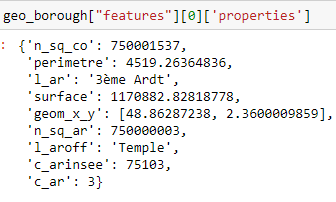 geo_borough["features"][0]['properties']
: {'n_sq_co': 750001537,
'perimetre': 4519.26364836,
'l_ar': '3ème Ardt',
'surface': 1170882.82818778,
'geom_x_y': [48.86287238, 2.3600009859],
'n_sq_ar': 750000003,
'l_aroff': 'Temple',
'c_arinsee': 75103,
'c_ar': 3}